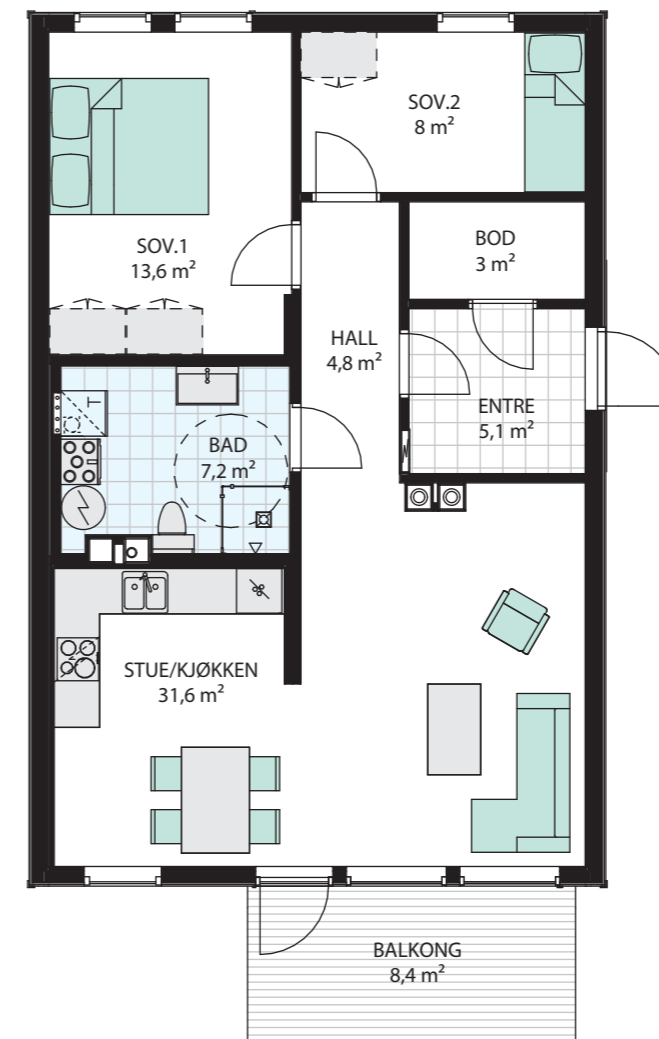 SOV.2
8 m²
SOV.1
13,6 m²
BOD
3 m²
HALL
4,8 m²
ENTRE
5,1 m²
T
BAD
7,2 m²
STUE/KJØKKEN
31,6 m²
BALKONG
8,4 m²